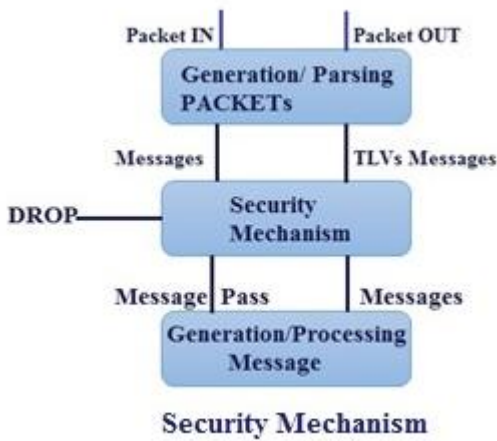 Packet IN
Packet OUT
Generation/ Parsing
PACKETs
Messages
TLVs Messages
DROP
Security
Mechanism
Message Pass
Messages
Generation/Processing
Message
Security Mechanism